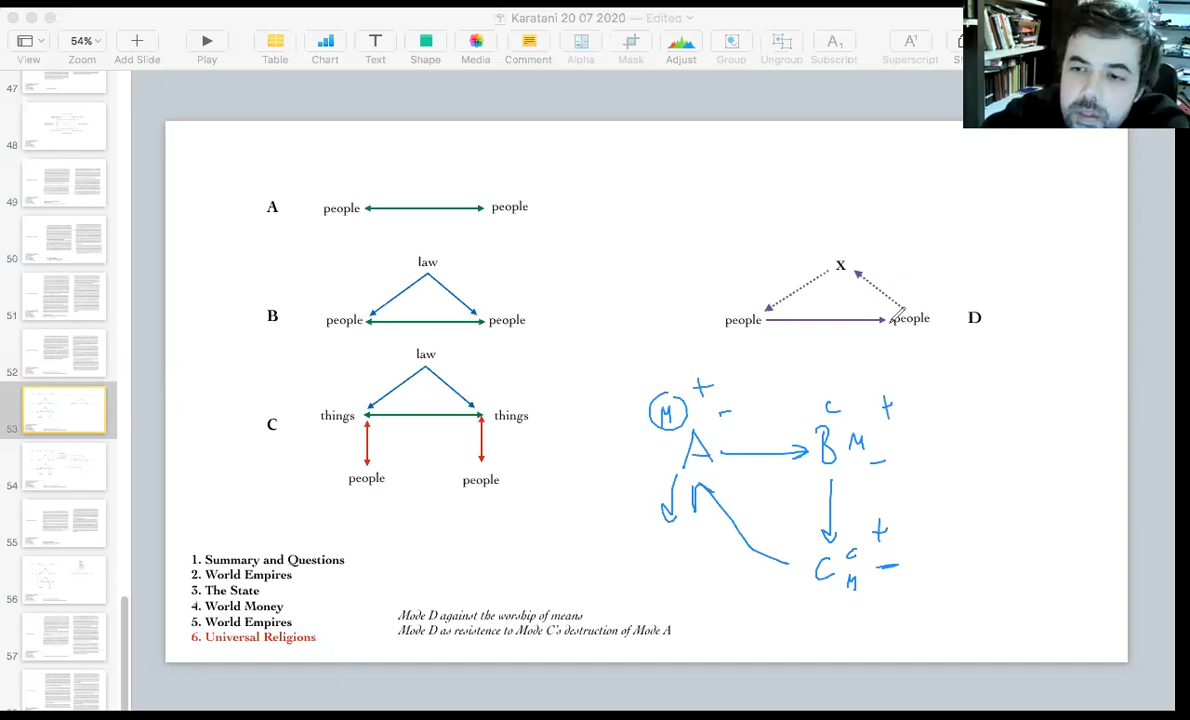 Karatani 20 07 2020 — Edited
54%
View Zoom Add Slide Play Table Chart Text Shape Media Comment Alpha Mask Adjust Group Ungroup Subscript Superscript
47
48
49
50
51
52
53
54
55
56
57
A people people
law
B people people
law
C things things
people people
X
people people D
M + -
A
C +
B M -
+
C C M -
1. Summary and Questions
2. World Empires
3. The State
4. World Money
5. World Empires
6. Universal Religions
Mode D against the worship of means
Mode D as resistence to Mode C's destruction of Mode A